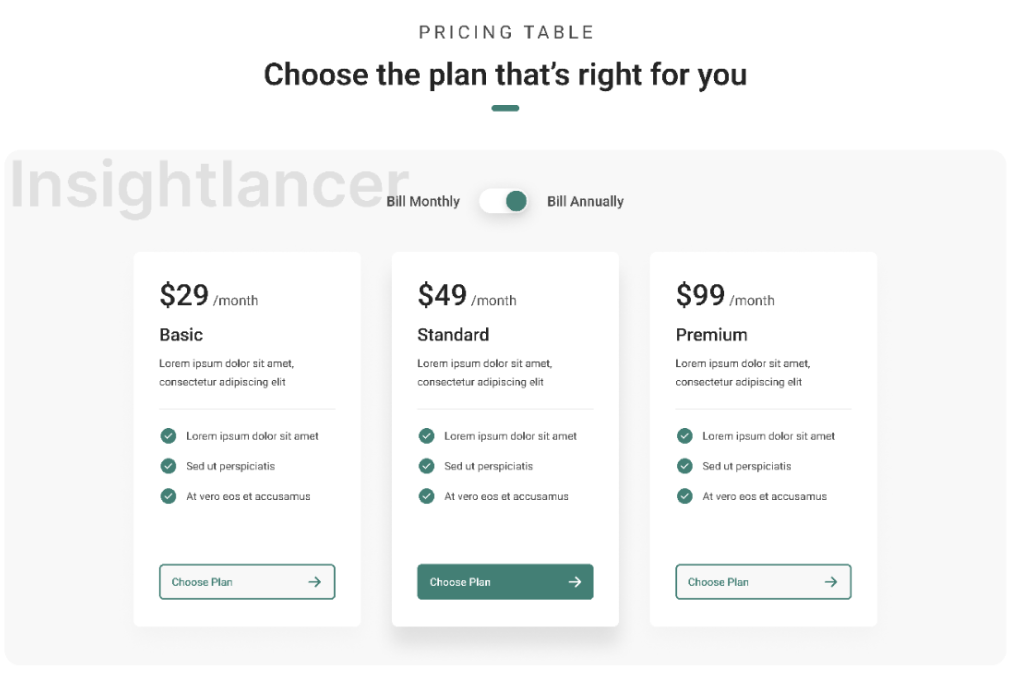 PRICING TABLE
Choose the plan that's right for you
Insightlancer
Bill Monthly
Bill Annually
$29 /month
Basic
Lorem ipsum dolor sit amet,
consectetur adipiscing elit
Lorem ipsum dolor sit amet
Sed ut perspiciatis
At vero eos et accusamus
Choose Plan
$49 /month
Standard
Lorem ipsum dolor sit amet,
consectetur adipiscing elit
Lorem ipsum dolor sit amet
Sed ut perspiciatis
At vero eos et accusamus
Choose Plan
$99 /month
Premium
Lorem ipsum dolor sit amet,
consectetur adipiscing elit
Lorem ipsum dolor sit amet
Sed ut perspiciatis
At vero eos et accusamus
Choose Plan